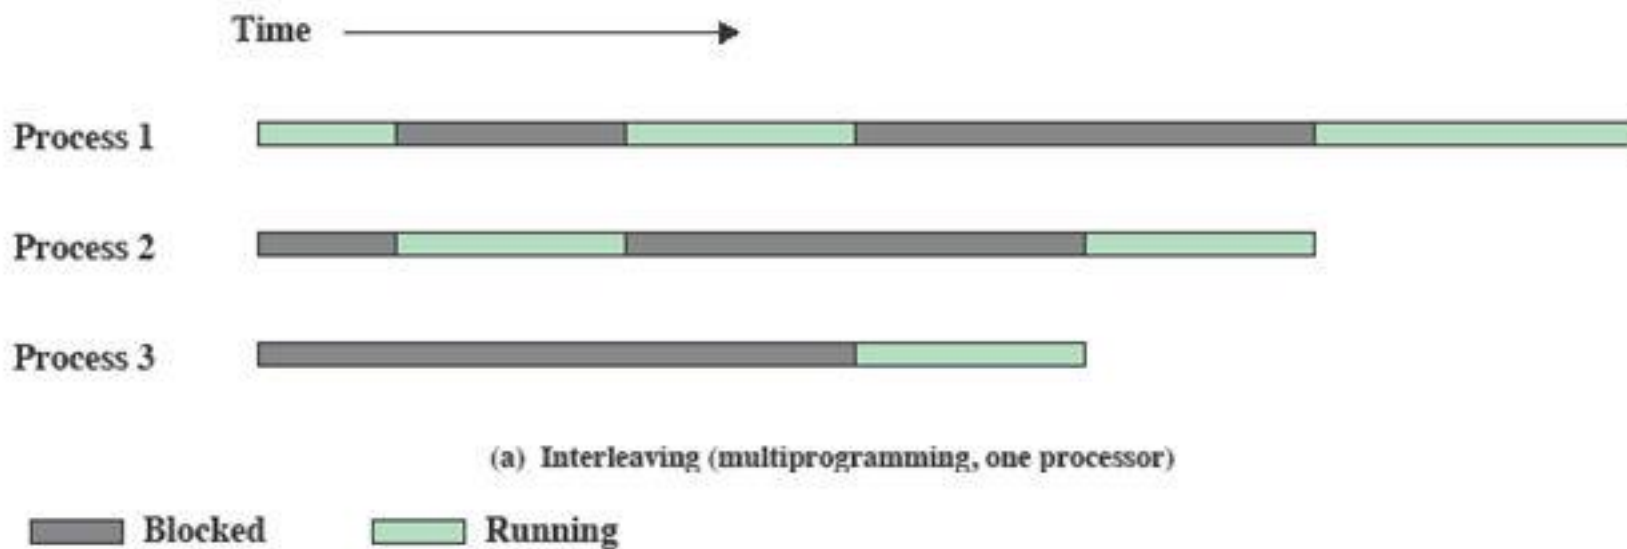 Time
Process 1
Process 2
Process 3
(a) Interleaving (multiprogramming, one processor)
Blocked Running